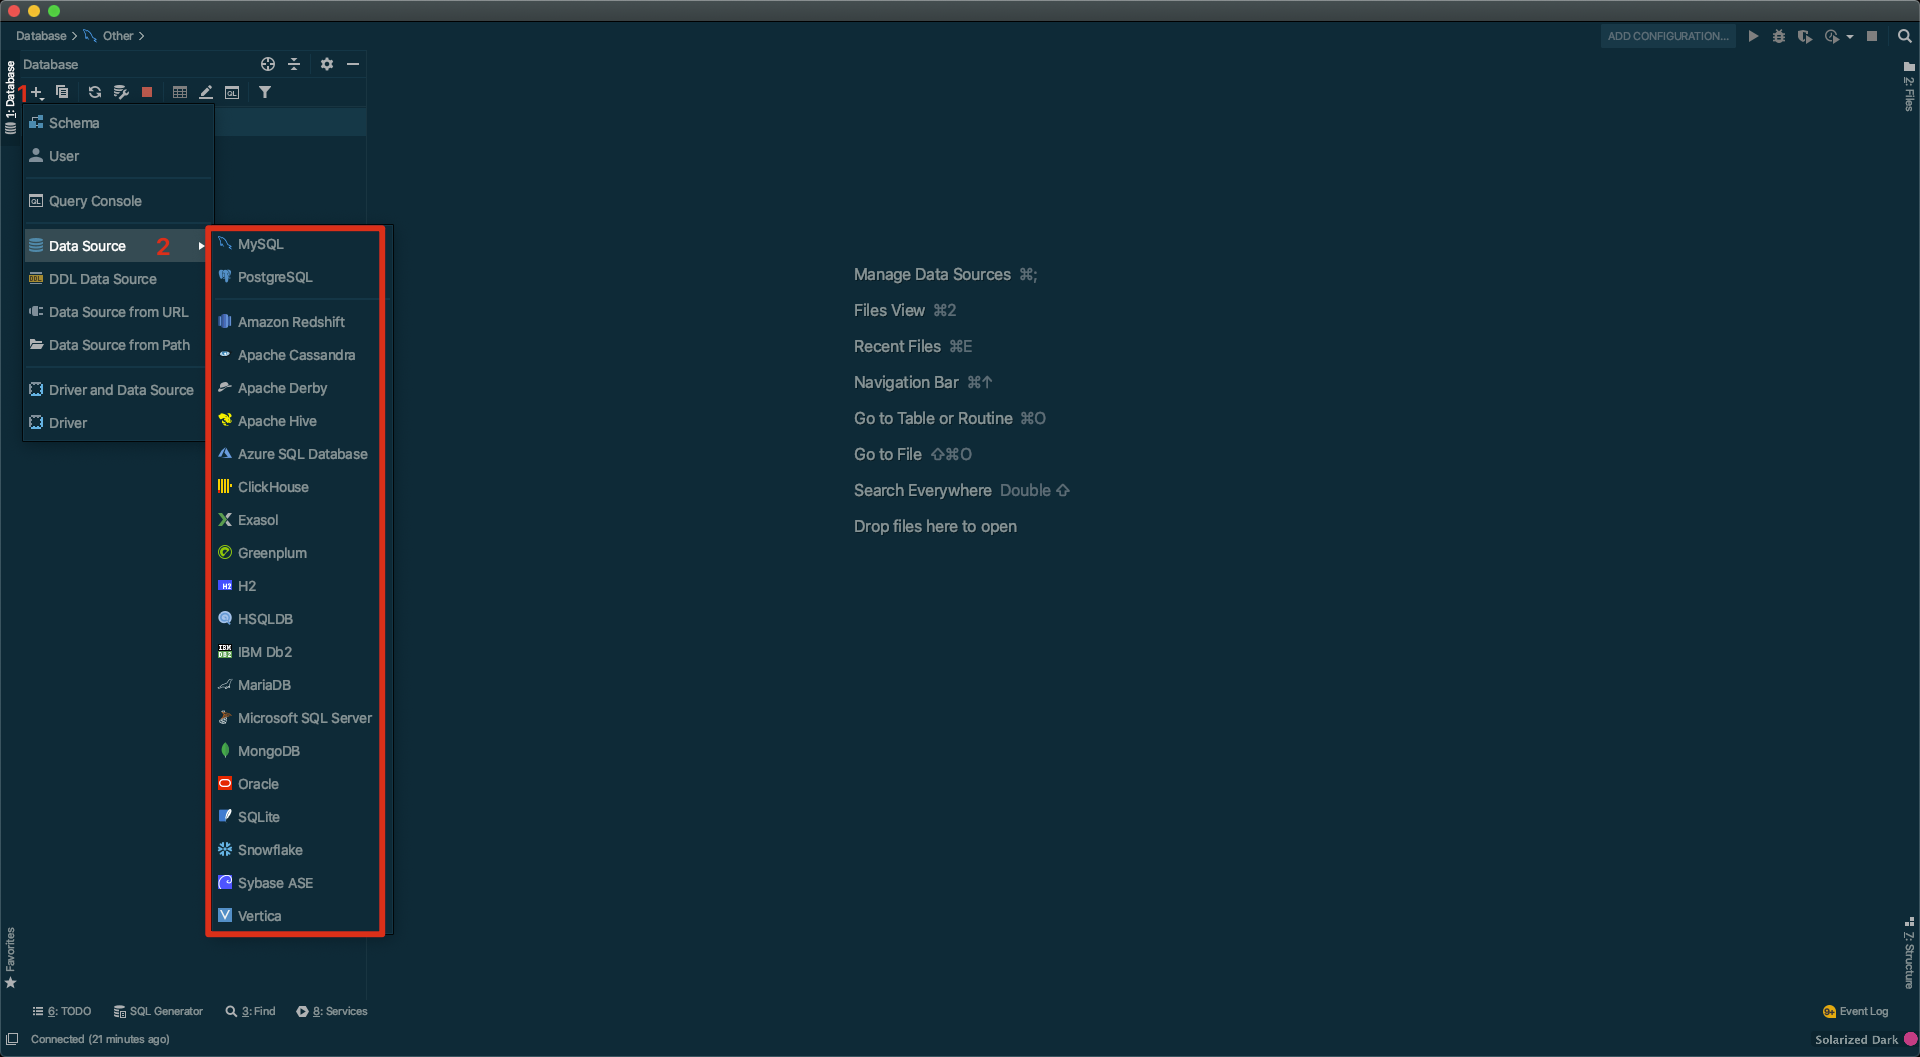 Database > Other >
ADD CONFIGURATION...
Database
1: Database
2: Files
1
Schema
User
Query Console
Data Source 2
DDL Data Source
Data Source from URL
Data Source from Path
Driver and Data Source
Driver
MySQL
PostgreSQL
Amazon Redshift
Apache Cassandra
Apache Derby
Apache Hive
Azure SQL Database
ClickHouse
Exasol
Greenplum
H2
HSQLDB
IBM Db2
MariaDB
Microsoft SQL Server
MongoDB
Oracle
SQLite
Snowflake
Sybase ASE
Vertica
Manage Data Sources ⌘;
Files View ⌘2
Recent Files ⌘E
Navigation Bar ⌘↑
Go to Table or Routine ⌘O
Go to File ⇧⌘O
Search Everywhere Double ⇧
Drop files here to open
Favorites
7: Structure
6: TODO SQL Generator 3: Find 8: Services
9+ Event Log
Connected (21 minutes ago)
Solarized Dark